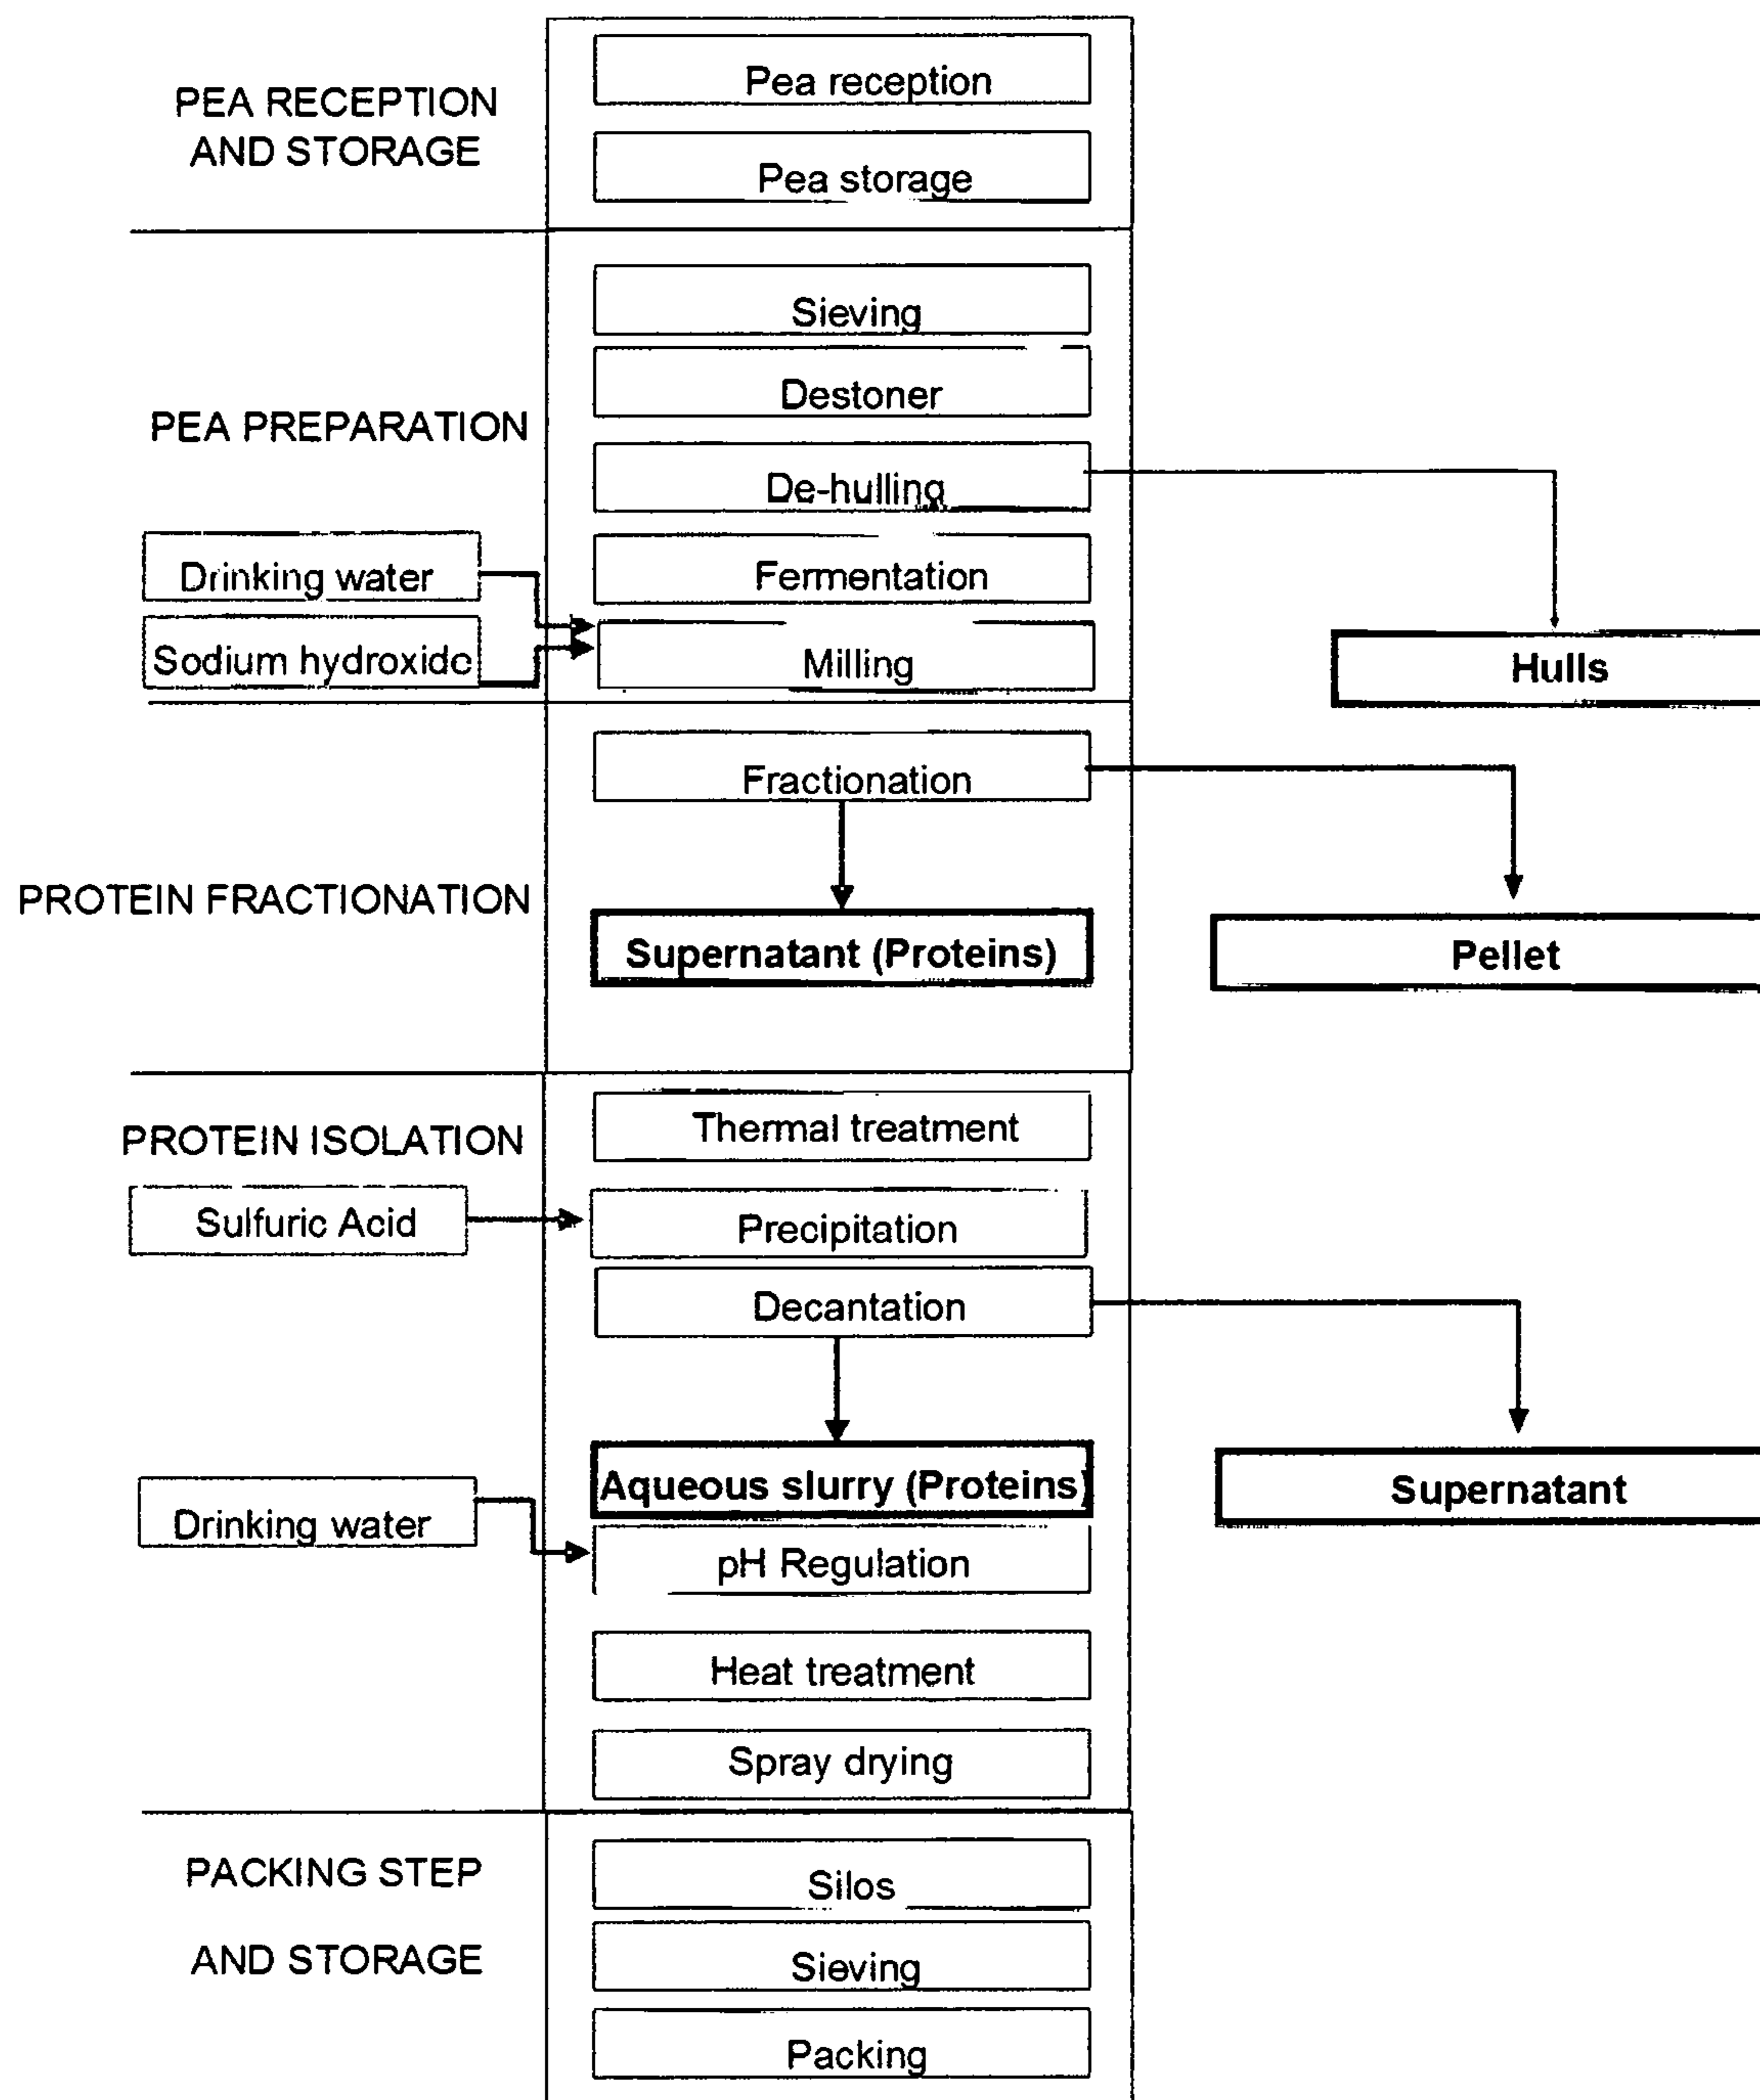 PEA RECEPTION
AND STORAGE
Pea reception
Pea storage
PEA PREPARATION
Sieving
Destoner
De-hulling
Fermentation
Drinking water
Sodium hydroxide
Milling
Hulls
PROTEIN FRACTIONATION
Fractionation
Supernatant (Proteins)
Pellet
PROTEIN ISOLATION
Thermal treatment
Sulfuric Acid
Precipitation
Decantation
Aqueous slurry (Proteins)
Supernatant
Drinking water
pH Regulation
Heat treatment
Spray drying
PACKING STEP
AND STORAGE
Silos
Sieving
Packing